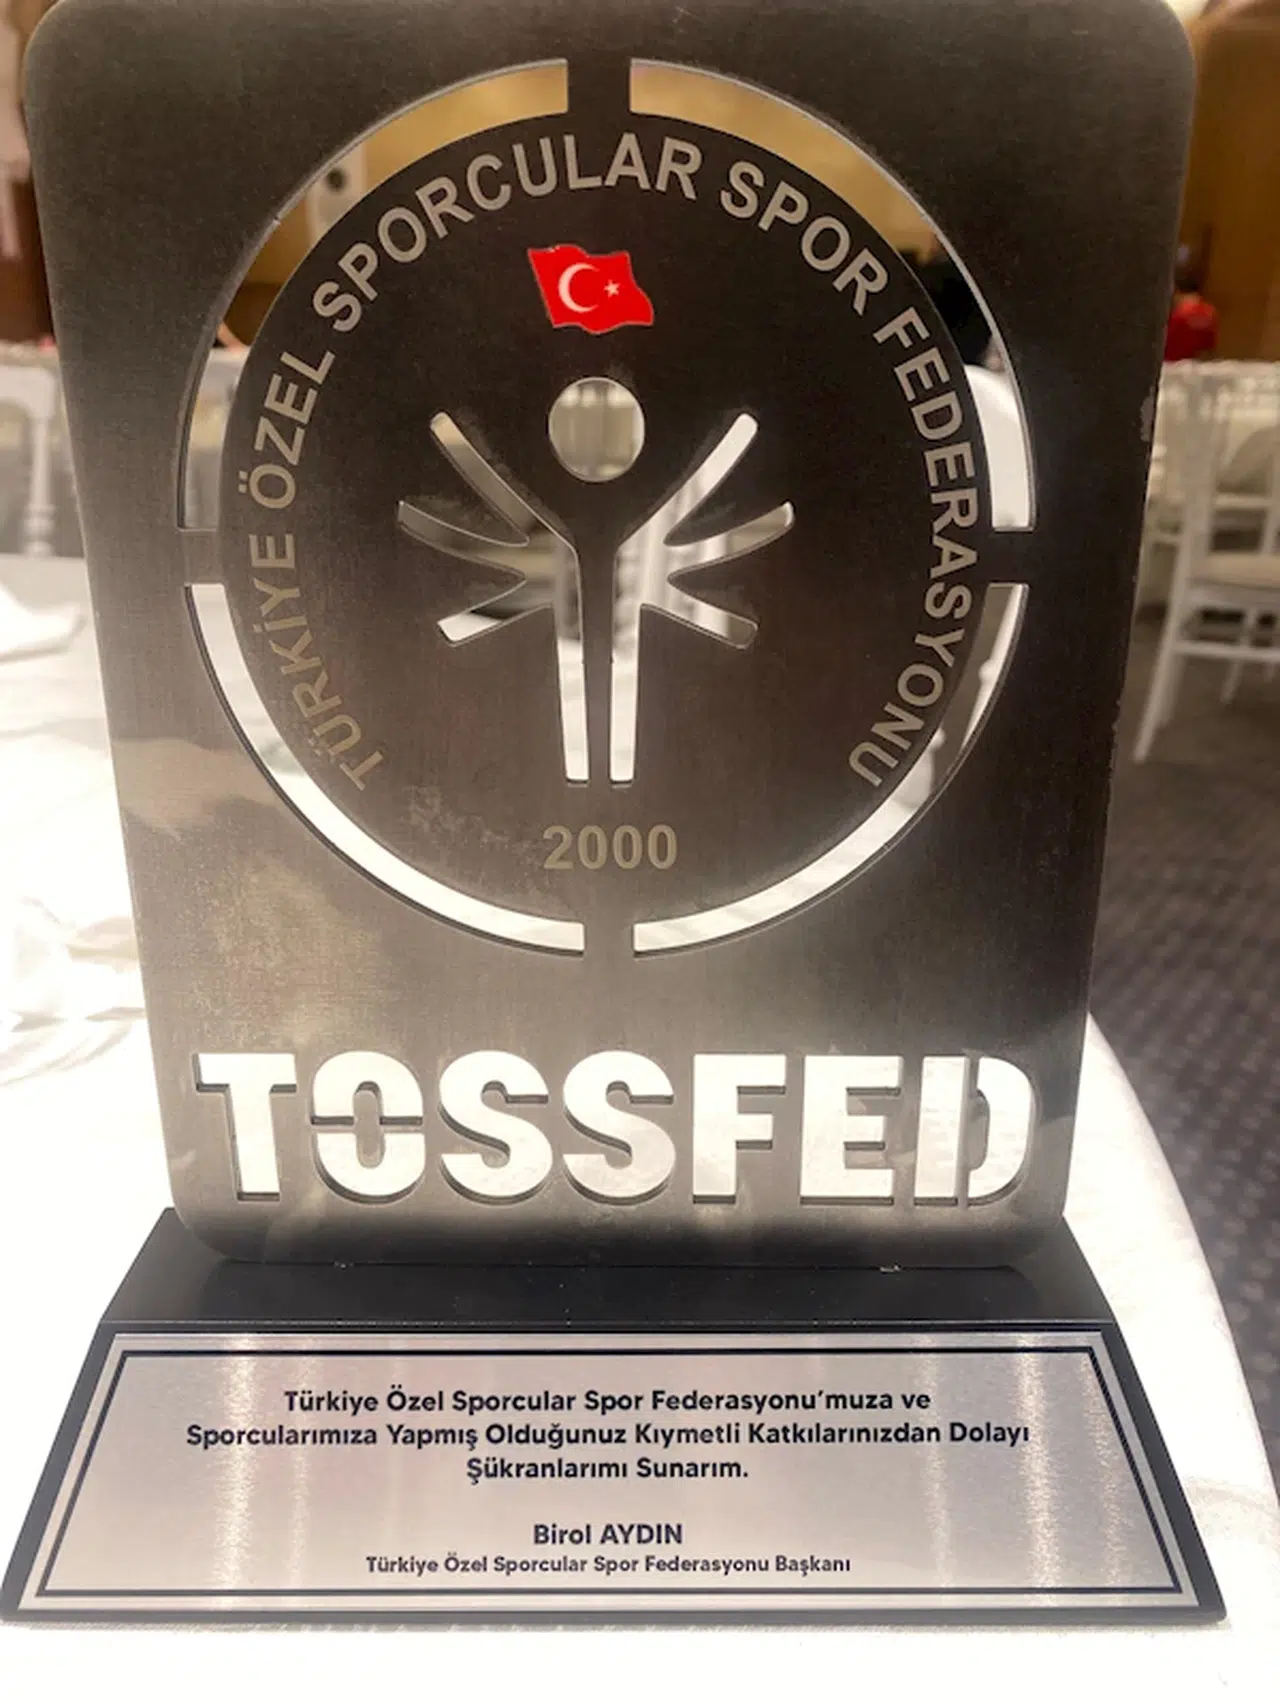 TÜRKİYE ÖZEL SPORCULAR SPOR FEDERASYONU
2000
TOSSFED
Türkiye Özel Sporcular Spor Federasyonu'muza ve
Sporcularımıza Yapmış Olduğunuz Kıymetli Katkılarınızdan Dolayı
Şükranlarımı Sunarım.
Birol AYDIN
Türkiye Özel Sporcular Spor Federasyonu Başkanı